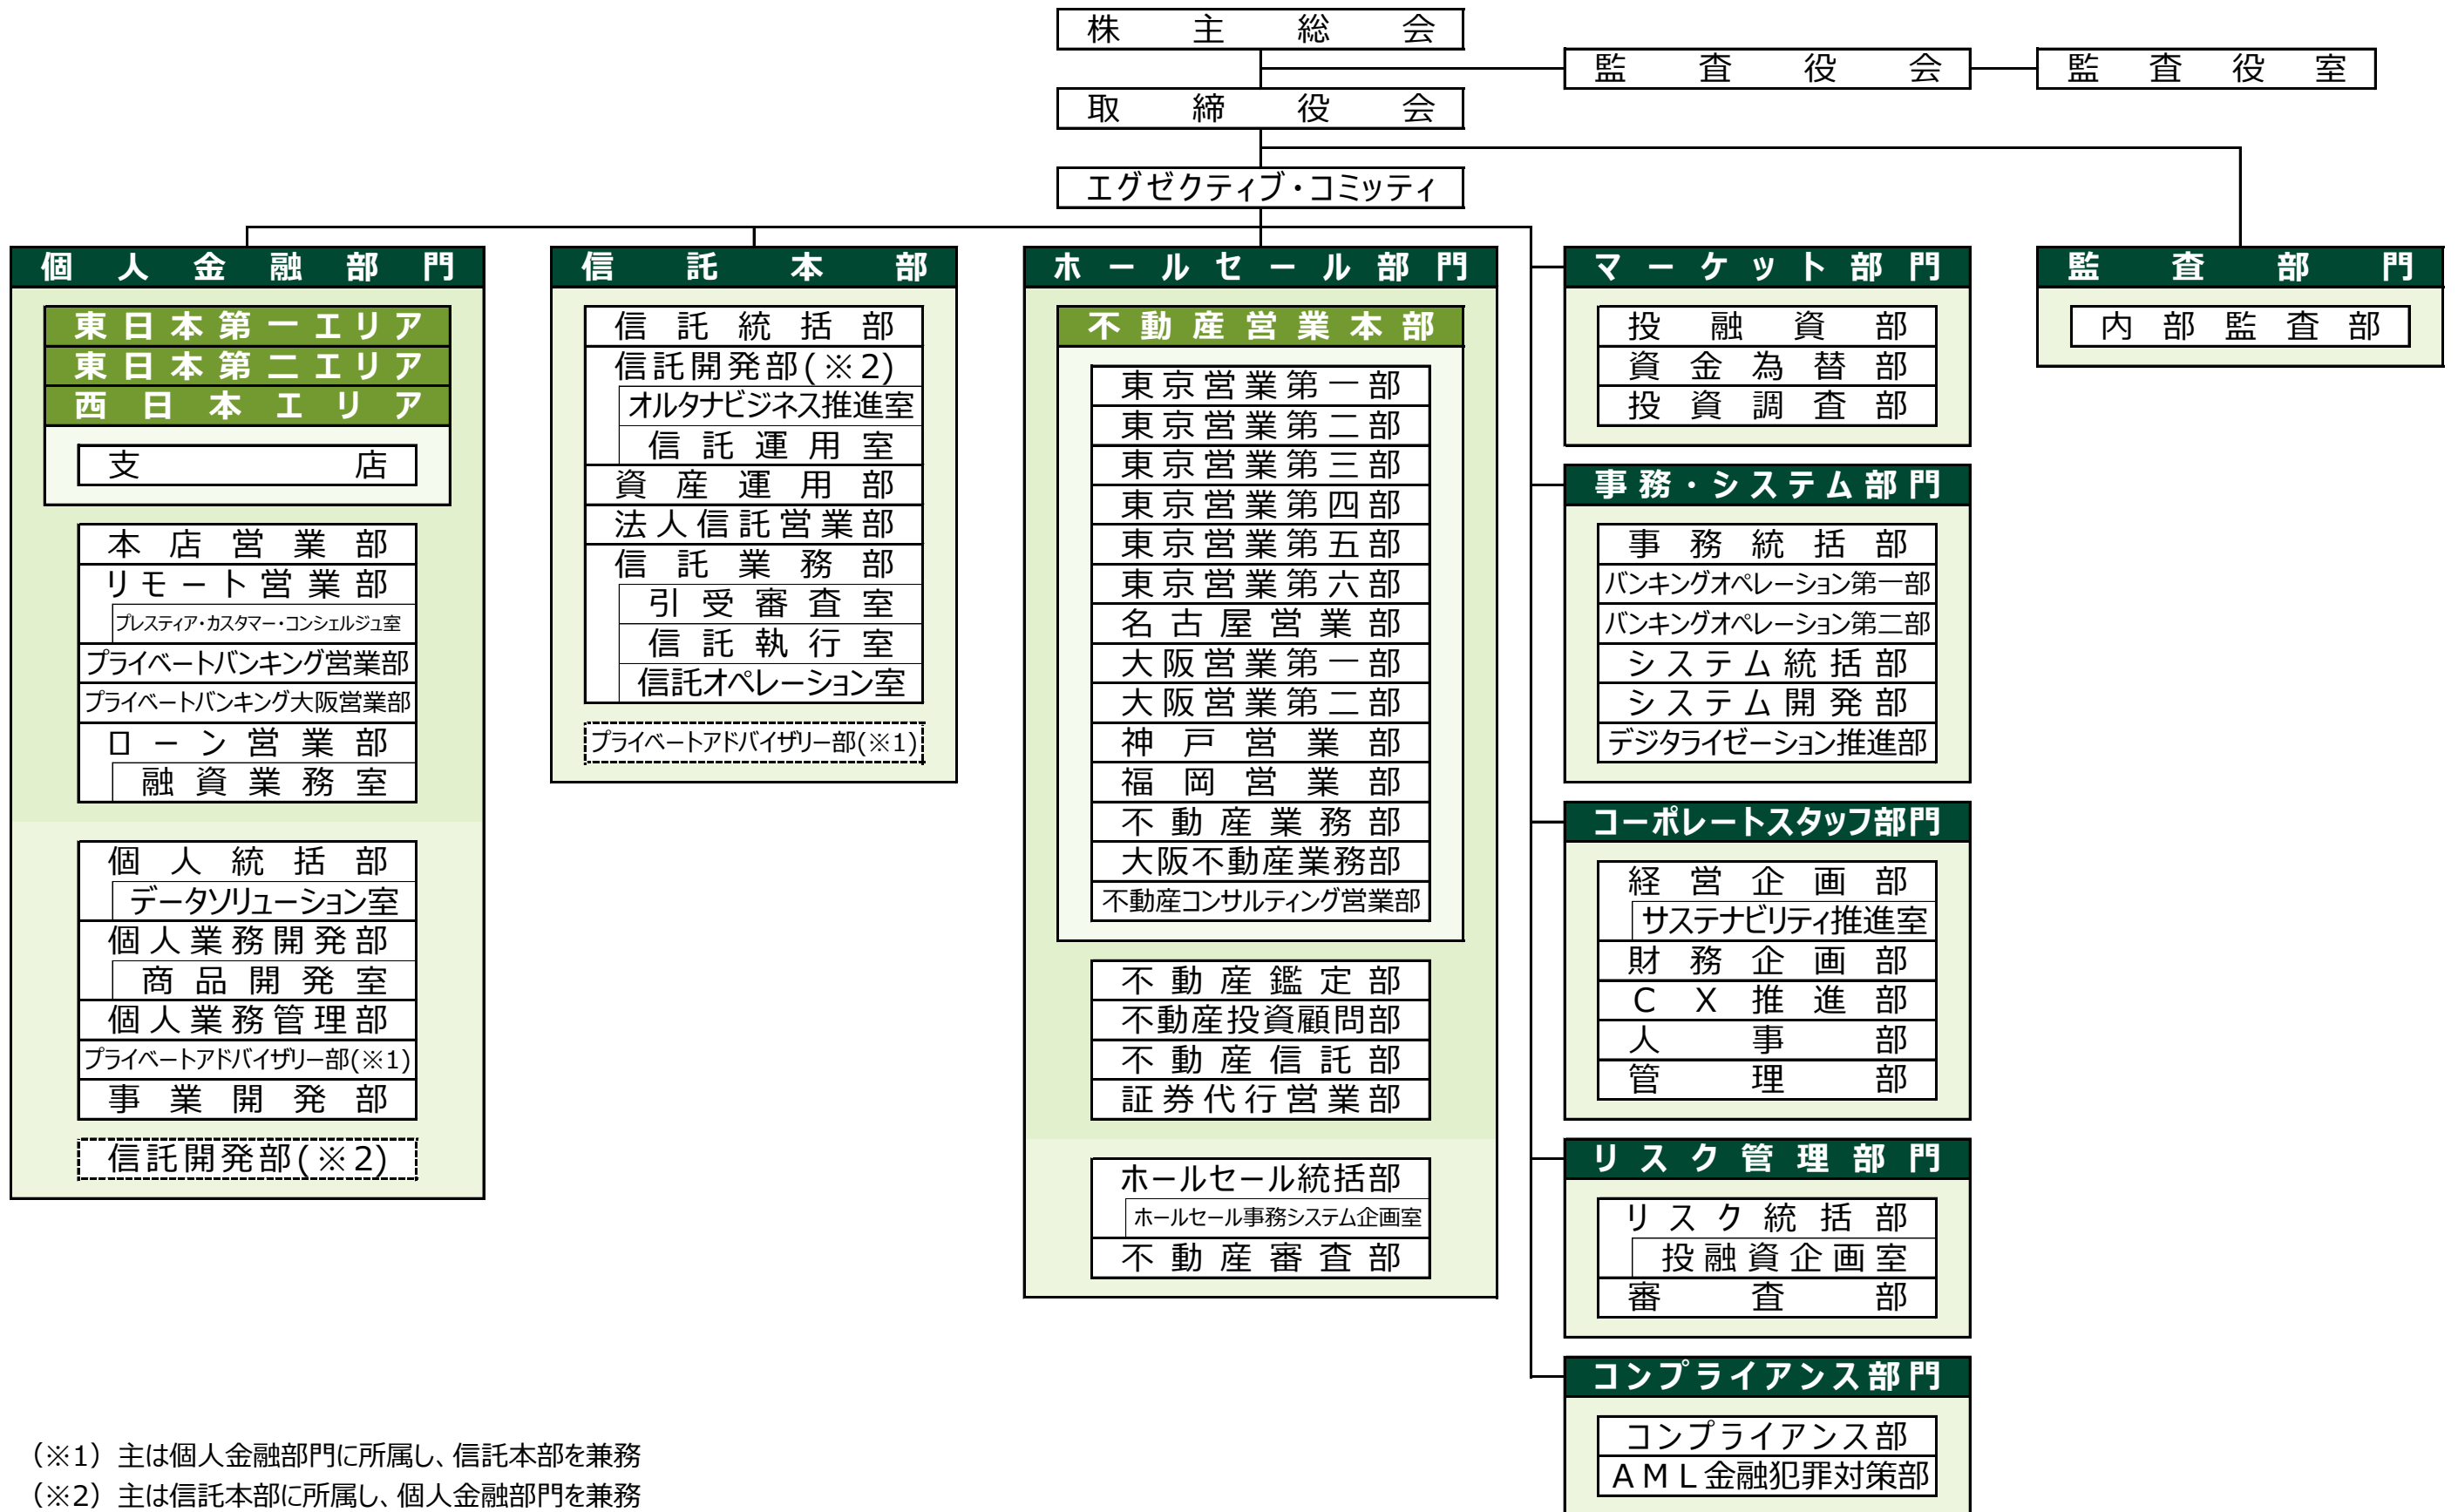 株主総会
監査役会
監査役室
取締役会
エグゼクティブ・コミッティ
個人金融部門
東日本第一エリア
東日本第二エリア
西日本エリア
支店
本店営業部
リモート営業部
プレスティア・カスタマー・コンシェルジュ室
プライベートバンキング営業部
プライベートバンキング大阪営業部
ローン営業部
融資業務室
個人統括部
データソリューション室
個人業務開発部
商品開発室
個人業務管理部
プライベートアドバイザリー部(※1)
事業開発部
信託開発部(※2)
信託本部
信託統括部
信託開発部(※2)
オルタナビジネス推進室
信託運用室
資産運用部
法人信託営業部
信託業務部
引受審査室
信託執行室
信託オペレーション室
プライベートアドバイザリー部(※1)
ホールセール部門
不動産営業本部
東京営業第一部
東京営業第二部
東京営業第三部
東京営業第四部
東京営業第五部
東京営業第六部
名古屋営業部
大阪営業第一部
大阪営業第二部
神戸営業部
福岡営業部
不動産業務部
大阪不動産業務部
不動産コンサルティング営業部
不動産鑑定部
不動産投資顧問部
不動産信託部
証券代行営業部
ホールセール統括部
ホールセール事務システム企画室
不動産審査部
マーケット部門
投融資部
資金為替部
投資調査部
事務・システム部門
事務統括部
バンキングオペレーション第一部
バンキングオペレーション第二部
システム統括部
システム開発部
デジタライゼーション推進部
コーポレートスタッフ部門
経営企画部
サステナビリティ推進室
財務企画部
CX推進部
人事部
管理部
リスク管理部門
リスク統括部
投融資企画室
審査部
コンプライアンス部門
コンプライアンス部
AML金融犯罪対策部
監査部門
内部監査部
（※1）主は個人金融部門に所属し、信託本部を兼務
（※2）主は信託本部に所属し、個人金融部門を兼務